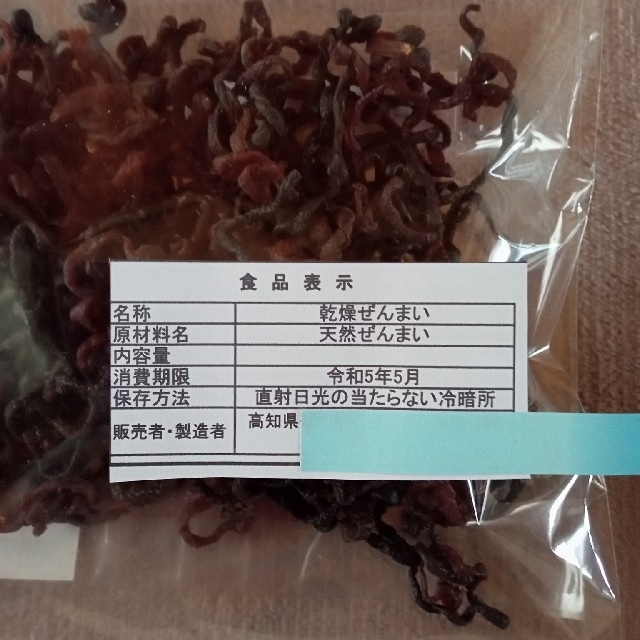 食品表示
名称 乾燥ぜんまい
原材料名 天然ぜんまい
内容量
消費期限 令和5年5月
保存方法 直射日光の当たらない冷暗所
販売者・製造者 高知県